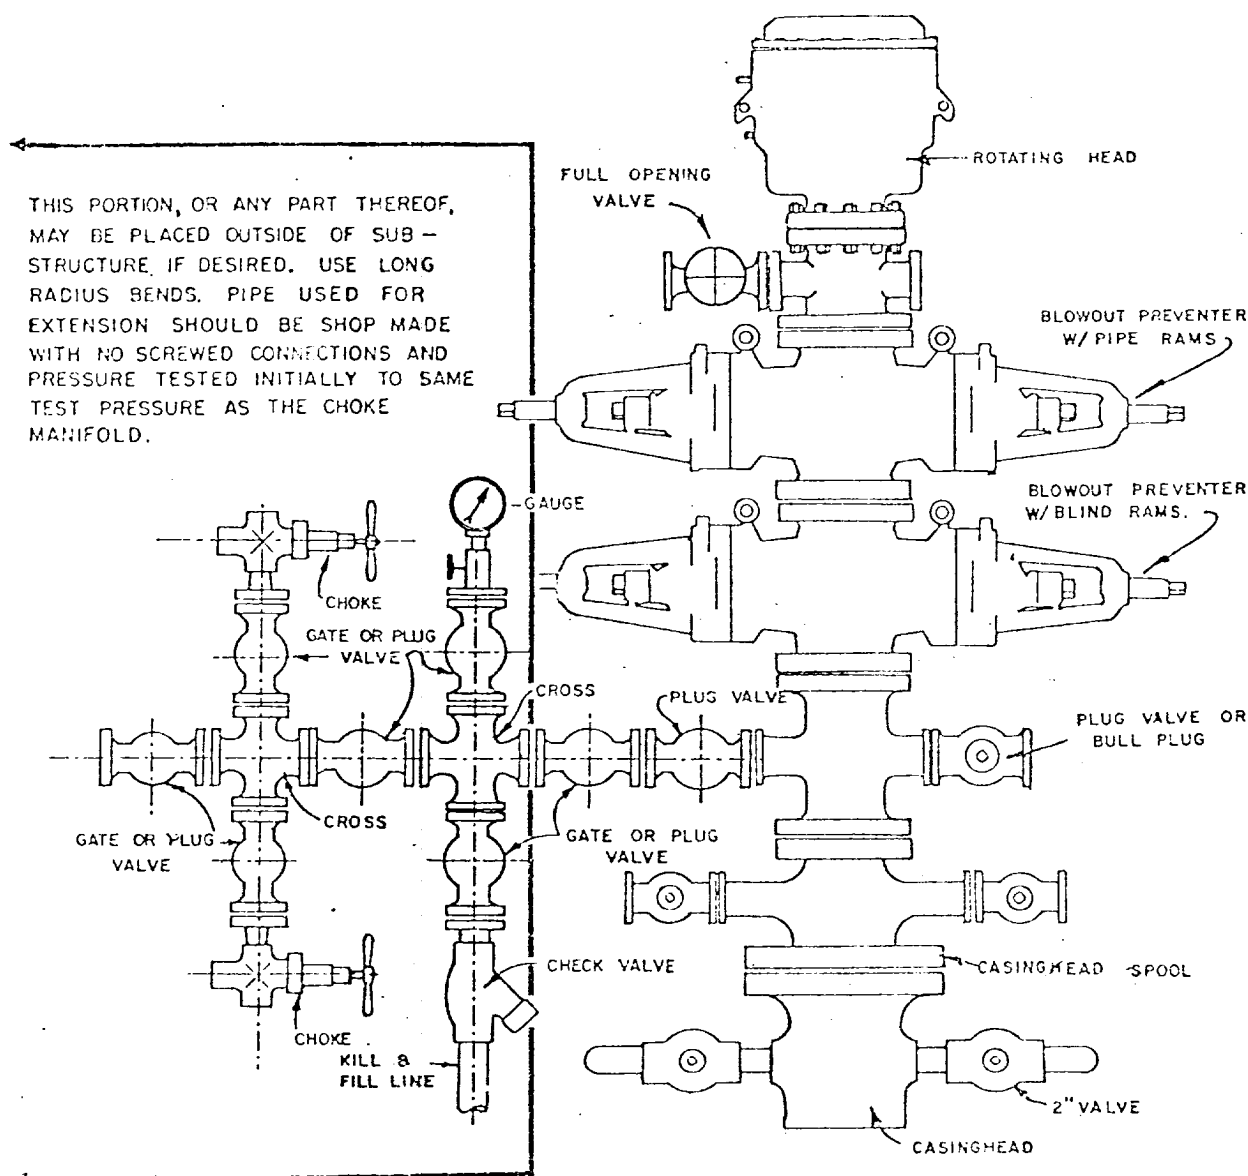 ROTATING HEAD
FULL OPENING
VALVE
THIS PORTION, OR ANY PART THEREOF,
MAY BE PLACED OUTSIDE OF SUB-
STRUCTURE IF DESIRED. USE LONG
RADIUS BENDS. PIPE USED FOR
EXTENSION SHOULD BE SHOP MADE
WITH NO SCREWED CONNECTIONS AND
PRESSURE TESTED INITIALLY TO SAME
TEST PRESSURE AS THE CHOKE
MANIFOLD.
BLOWOUT PREVENTER
W/ PIPE RAMS
GAUGE
BLOWOUT PREVENTER
W/ BLIND RAMS.
CHOKE
GATE OR PLUG
VALVE
CROSS
PLUG VALVE
PLUG VALVE OR
BULL PLUG
CROSS
GATE OR PLUG
VALVE
GATE OR PLUG
VALVE
CHECK VALVE
CASINGHEAD SPOOL
CHOKE
KILL &
FILL LINE
2" VALVE
CASINGHEAD